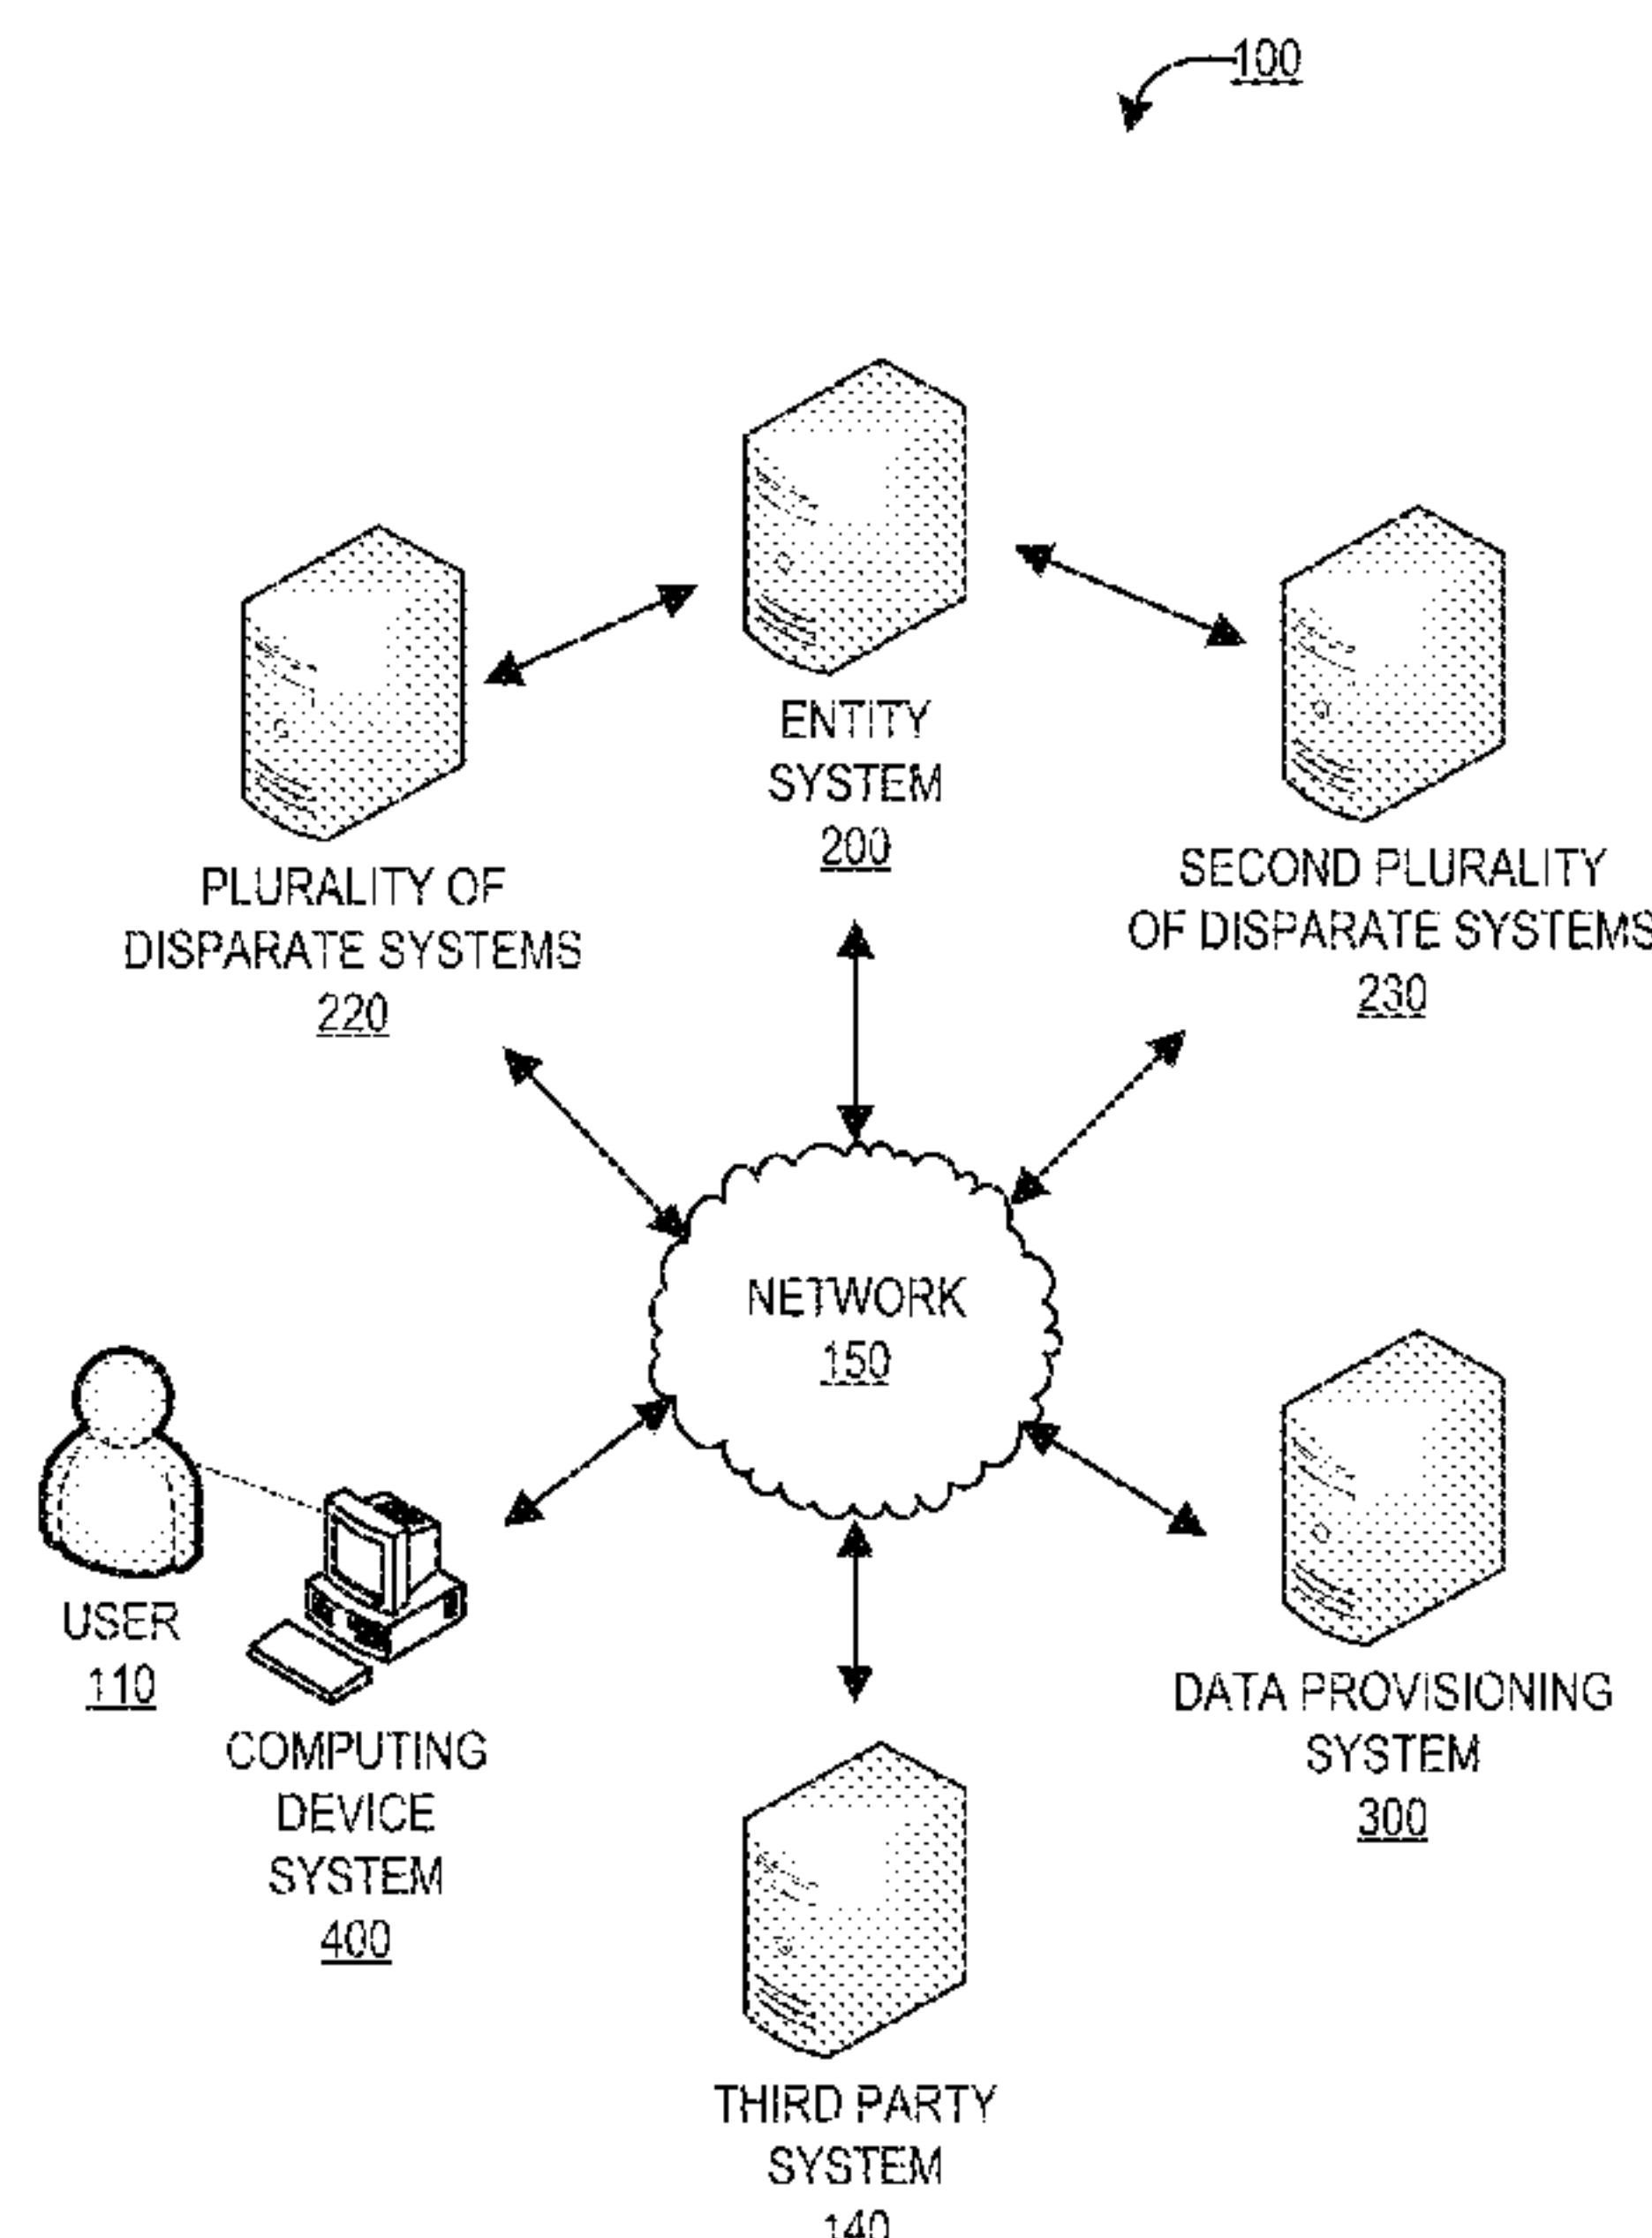 100
ENTITY
SYSTEM
200
PLURALITY OF
DISPARATE SYSTEMS
220
SECOND PLURALITY
OF DISPARATE SYSTEMS
230
NETWORK
150
USER
110
COMPUTING
DEVICE
SYSTEM
400
DATA PROVISIONING
SYSTEM
300
THIRD PARTY
SYSTEM
140